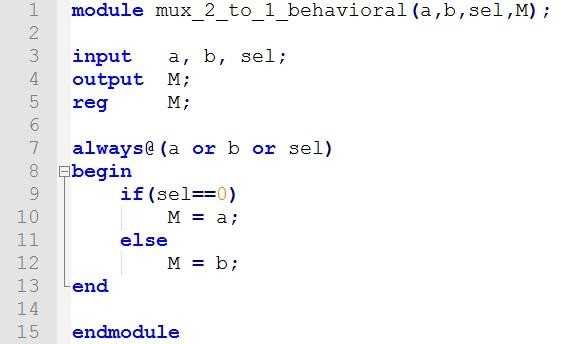 1 module mux_2_to_1_behavioral(a,b,sel,M);
2
3 input   a, b, sel;
4 output  M;
5 reg     M;
6
7 always@(a or b or sel)
8 begin
9     if(sel==0)
10         M = a;
11     else
12         M = b;
13 end
14
15 endmodule